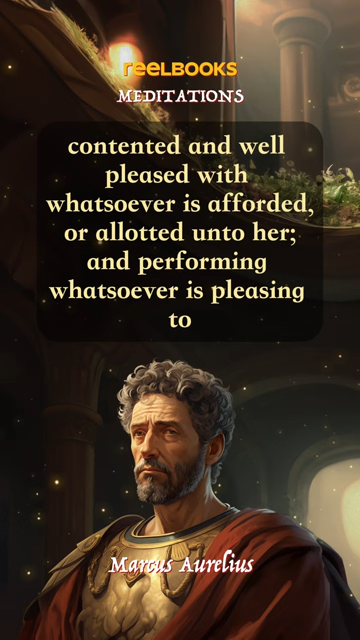 reelBOOKS
MEDITATIONS
contented and well
pleased with
whatsoever is afforded,
or allotted unto her;
and performing
whatsoever is pleasing
to
Marcus Aurelius